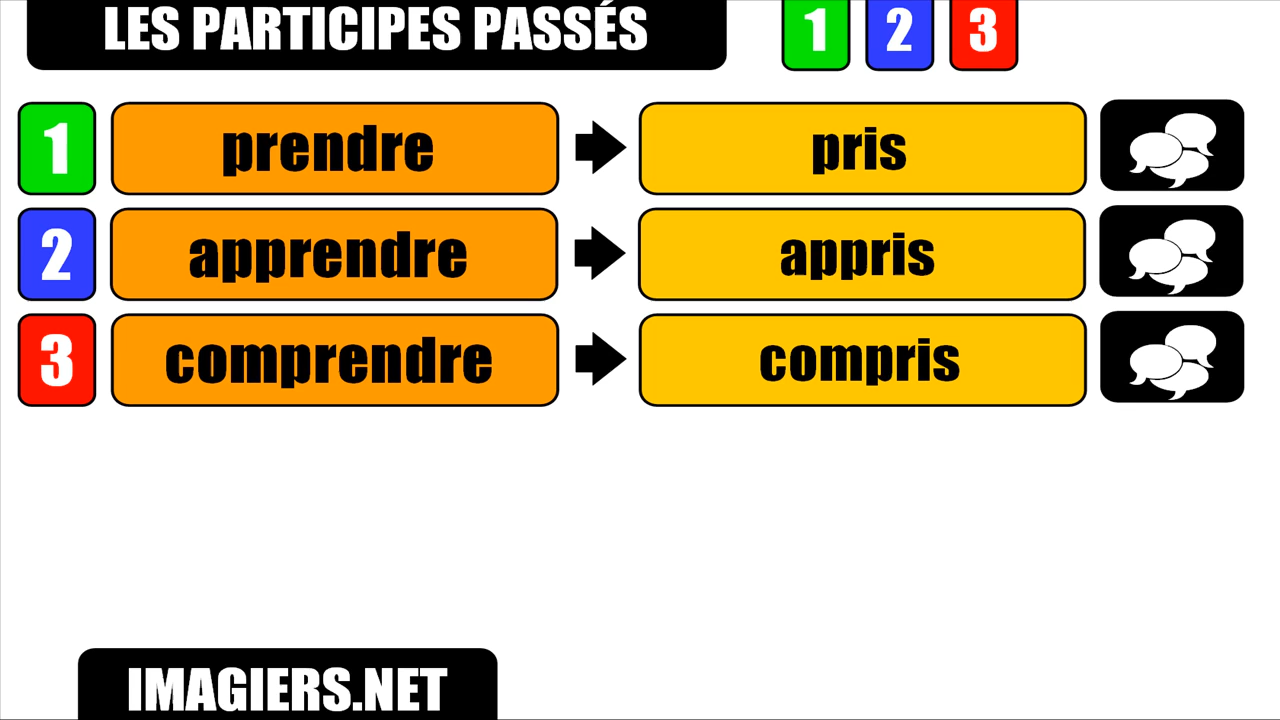 LES PARTICIPES PASSÉS 1 2 3
1 prendre pris
2 apprendre appris
3 comprendre compris
IMAGIERS.NET